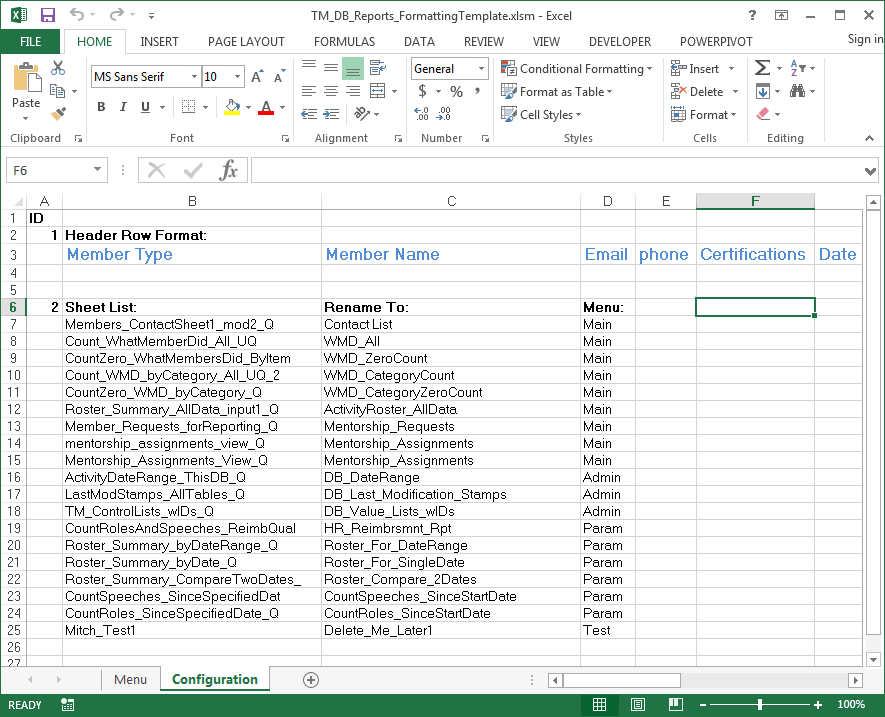 TM_DB_Reports_FormattingTemplate.xlsm - Excel
FILE HOME INSERT PAGE LAYOUT FORMULAS DATA REVIEW VIEW DEVELOPER POWERPIVOT Sign in
Paste
MS Sans Serif 10
B I U
General
$ % ,
Conditional Formatting
Format as Table
Cell Styles
Insert
Delete
Format
Clipboard Font Alignment Number Styles Cells Editing
F6 fx
A B C D E F
1 ID
2 1 Header Row Format:
3 Member Type Member Name Email phone Certifications Date
4
5
6 2 Sheet List: Rename To: Menu:
7 Members_ContactSheet1_mod2_Q Contact List Main
8 Count_WhatMemberDid_All_UQ WMD_All Main
9 CountZero_WhatMembersDid_ByItem WMD_ZeroCount Main
10 Count_WMD_byCategory_All_UQ_2 WMD_CategoryCount Main
11 CountZero_WMD_byCategory_Q WMD_CategoryZeroCount Main
12 Roster_Summary_AllData_input1_Q ActivityRoster_AllData Main
13 Member_Requests_forReporting_Q Mentorship_Requests Main
14 mentorship_assignments_view_Q Mentorship_Assignments Main
15 Mentorship_Assignments_View_Q Mentorship_Assignments Main
16 ActivityDateRange_ThisDB_Q DB_DateRange Admin
17 LastModStamps_AllTables_Q DB_Last_Modification_Stamps Admin
18 TM_ControlLists_wIDs_Q DB_Value_Lists_wIDs Admin
19 CountRolesAndSpeeches_ReimbQual HR_Reimbrsmnt_Rpt Param
20 Roster_Summary_byDateRange_Q Roster_For_DateRange Param
21 Roster_Summary_byDate_Q Roster_For_SingleDate Param
22 Roster_Summary_CompareTwoDates_ Roster_Compare_2Dates Param
23 CountSpeeches_SinceSpecifiedDat CountSpeeches_SinceStartDate Param
24 CountRoles_SinceSpecifiedDate_Q CountRoles_SinceStartDate Param
25 Mitch_Test1 Delete_Me_Later1 Test
26
27
Menu Configuration
READY 100%